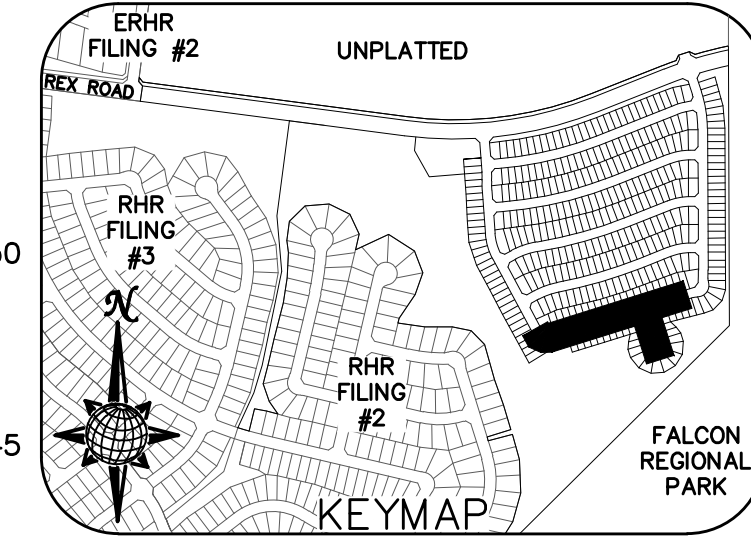 ERHR
FILING #2
UNPLATTED
REX ROAD
RHR
FILING
#3
N
RHR
FILING
#2
FALCON
REGIONAL
PARK
KEYMAP